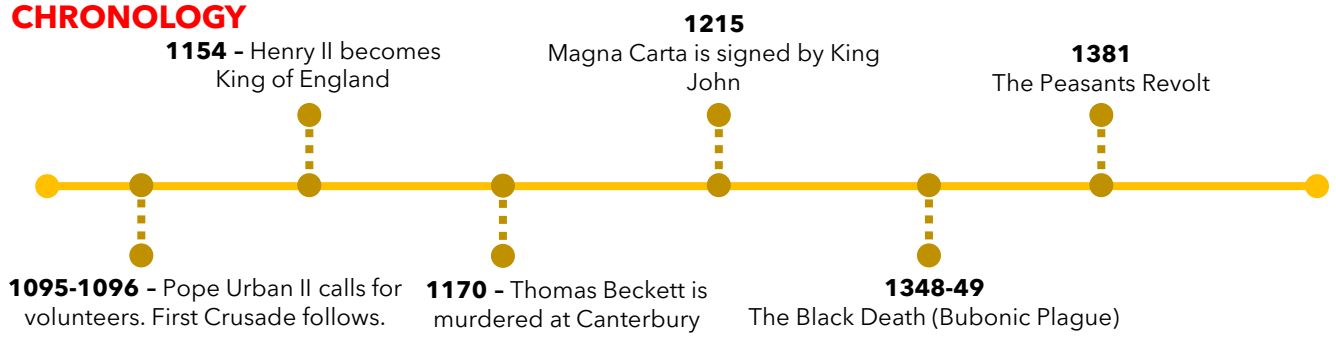 CHRONOLOGY
1154 – Henry II becomes
King of England
1215
Magna Carta is signed by King
John
1381
The Peasants Revolt
1095-1096 – Pope Urban II calls for
volunteers. First Crusade follows.
1170 – Thomas Beckett is
murdered at Canterbury
1348-49
The Black Death (Bubonic Plague)